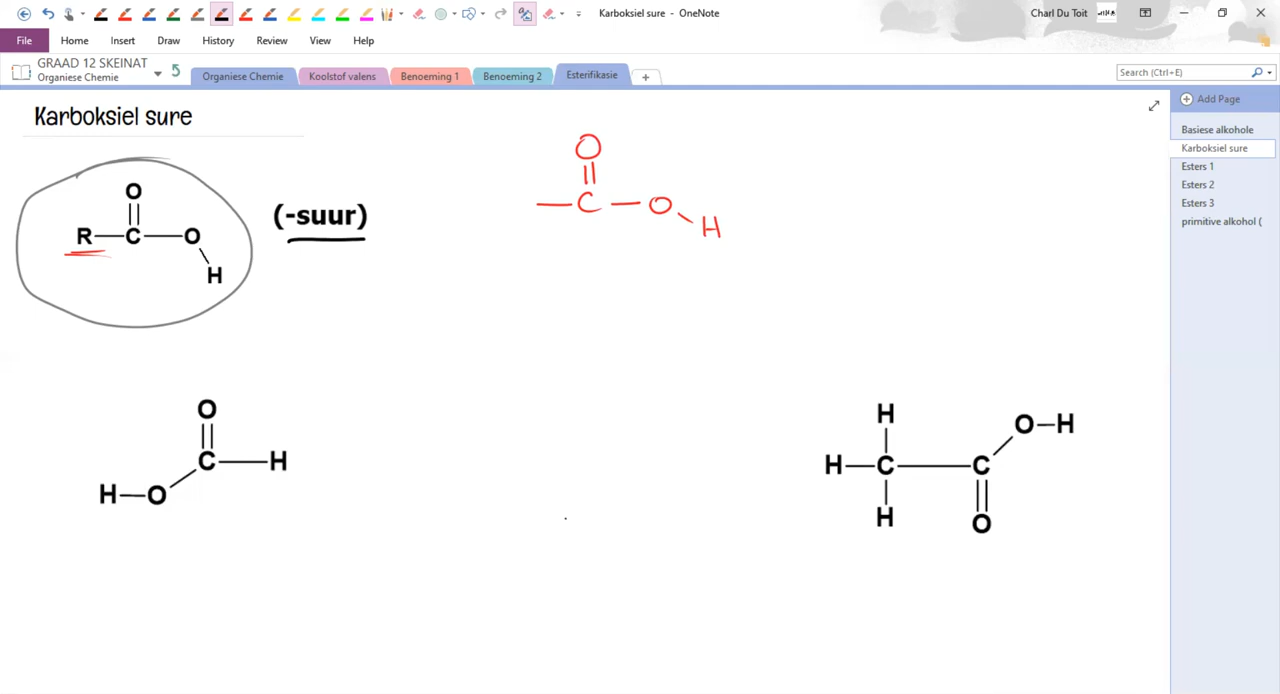 Karboksiel sure - OneNote
Charl Du Toit
File Home Insert Draw History Review View Help
GRAAD 12 SKEINAT
Organiese Chemie
Organiese Chemie Koolstof valens Benoeming 1 Benoeming 2 Esterifikasie +
Search (Ctrl+E)
Add Page
Basiese alkohole
Karboksiel sure
Esters 1
Esters 2
Esters 3
primitive alkohol (
Karboksiel sure
O
R C O
H
(-suur)
O
C O
H
O
C H
H O
H
O H
H C C
H
O